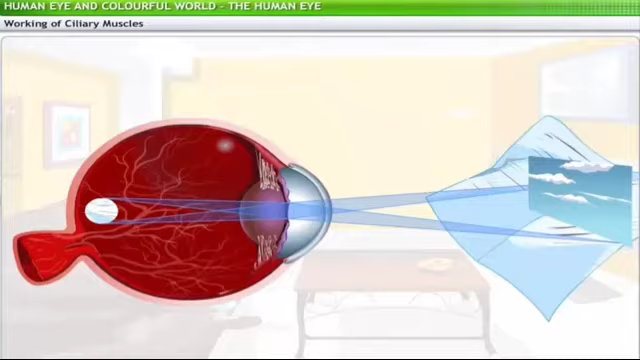 HUMAN EYE AND COLOURFUL WORLD - THE HUMAN EYE
Working of Ciliary Muscles